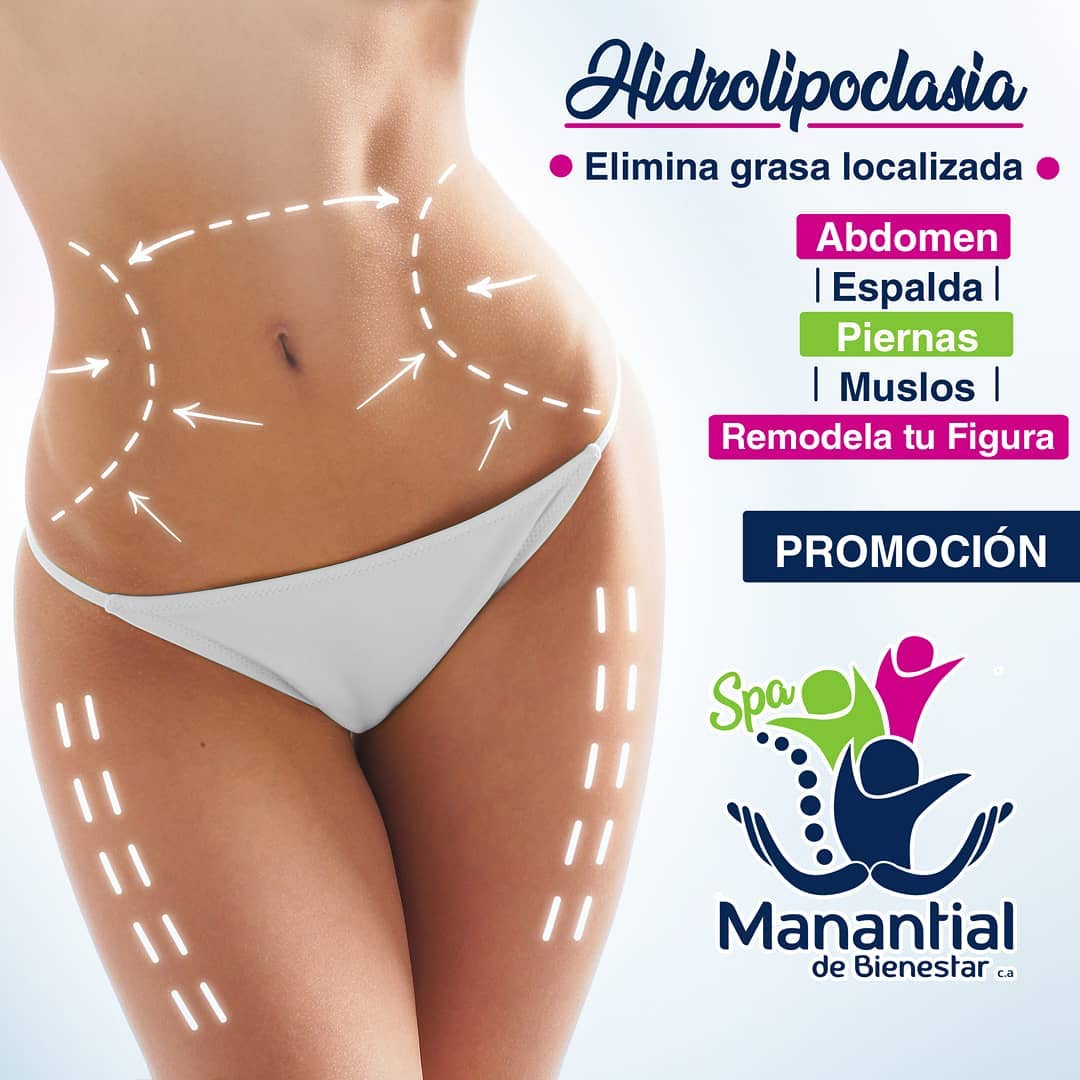 Hidrolipoclasia
• Elimina grasa localizada •
Abdomen
| Espalda |
Piernas
| Muslos |
Remodela tu Figura
PROMOCIÓN
Spa
Manantial
de Bienestar c.a